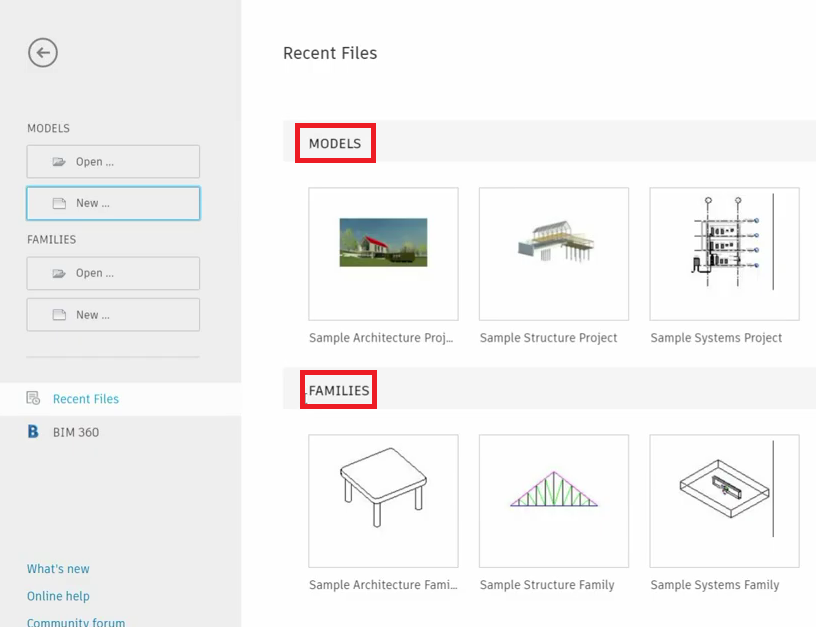 Recent Files
MODELS
Open ...
New ...
FAMILIES
Open ...
New ...
Recent Files
B BIM 360
What's new
Online help
Community forum
MODELS
Sample Architecture Proj...
Sample Structure Project
Sample Systems Project
FAMILIES
Sample Architecture Fami...
Sample Structure Family
Sample Systems Family